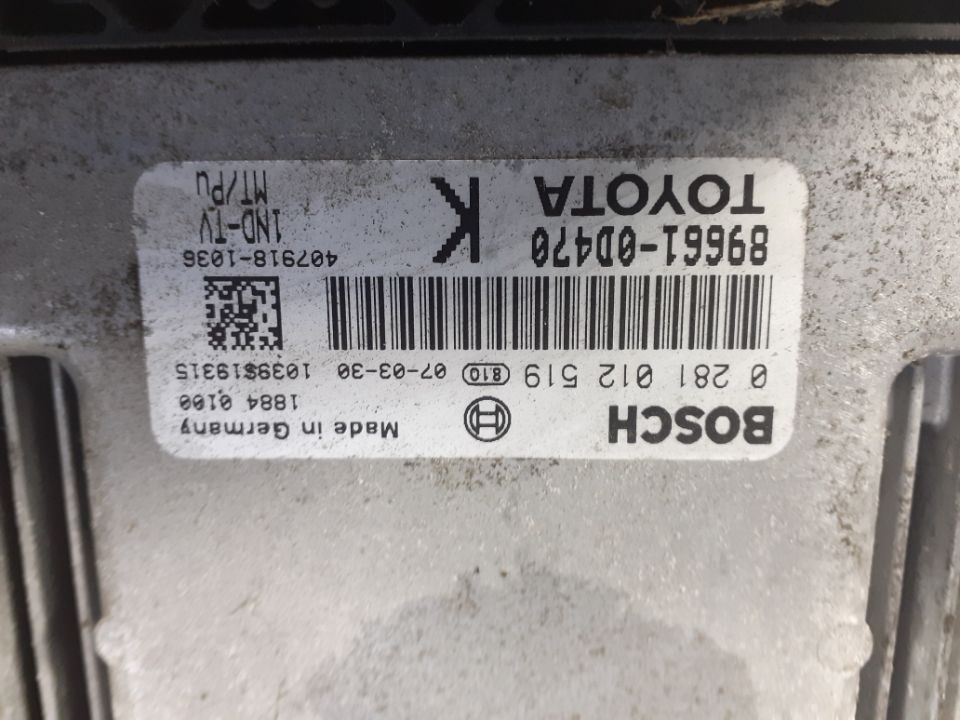 BOSCH
Made in Germany
1884 0100
0 281 012 519 810 07-03-30 1039S19315
89661-0D470
407918-1036
TOYOTA
K
1ND-TV
MT/Pu